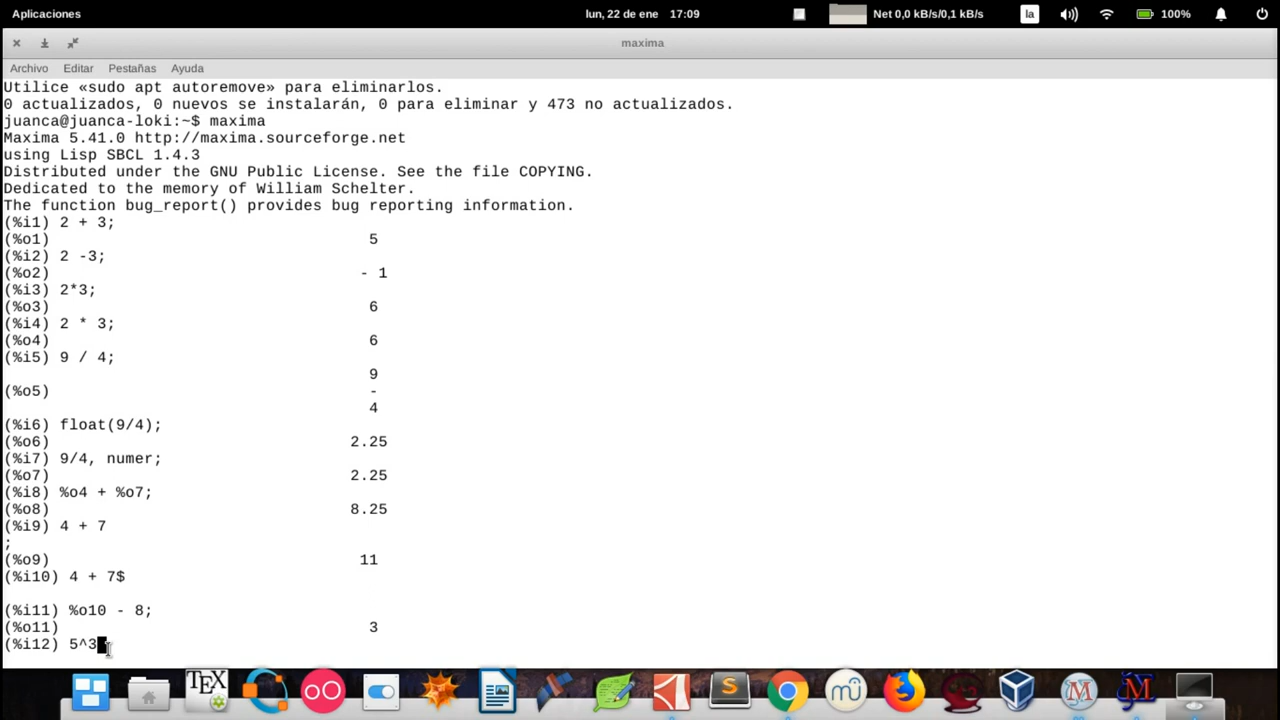 Aplicaciones
lun, 22 de ene 17:09
Net 0,0 kB/s/0,1 kB/s
la
100%
maxima
Archivo Editar Pestañas Ayuda
Utilice «sudo apt autoremove» para eliminarlos.
0 actualizados, 0 nuevos se instalarán, 0 para eliminar y 473 no actualizados.
juanca@juanca-loki:~$ maxima
Maxima 5.41.0 http://maxima.sourceforge.net
using Lisp SBCL 1.4.3
Distributed under the GNU Public License. See the file COPYING.
Dedicated to the memory of William Schelter.
The function bug_report() provides bug reporting information.
(%i1) 2 + 3;
(%o1) 5
(%i2) 2 -3;
(%o2) - 1
(%i3) 2*3;
(%o3) 6
(%i4) 2 * 3;
(%o4) 6
(%i5) 9 / 4;
9
(%o5) -
4
(%i6) float(9/4);
(%o6) 2.25
(%i7) 9/4, numer;
(%o7) 2.25
(%i8) %o4 + %o7;
(%o8) 8.25
(%i9) 4 + 7
;
(%o9) 11
(%i10) 4 + 7$
(%i11) %o10 - 8;
(%o11) 3
(%i12) 5^3
TEX
S
mu
M
M